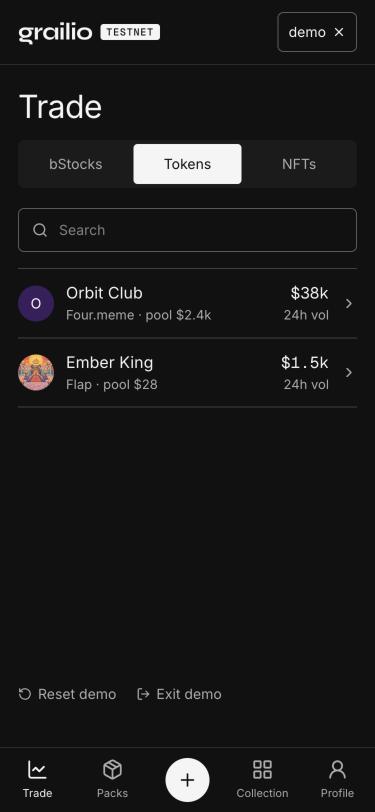 grailio TESTNET
demo ×
Trade
bStocks Tokens NFTs
Search
O
Orbit Club $38k
Four.meme · pool $2.4k 24h vol
Ember King $1.5k
Flap · pool $28 24h vol
Reset demo Exit demo
Trade Packs Collection Profile